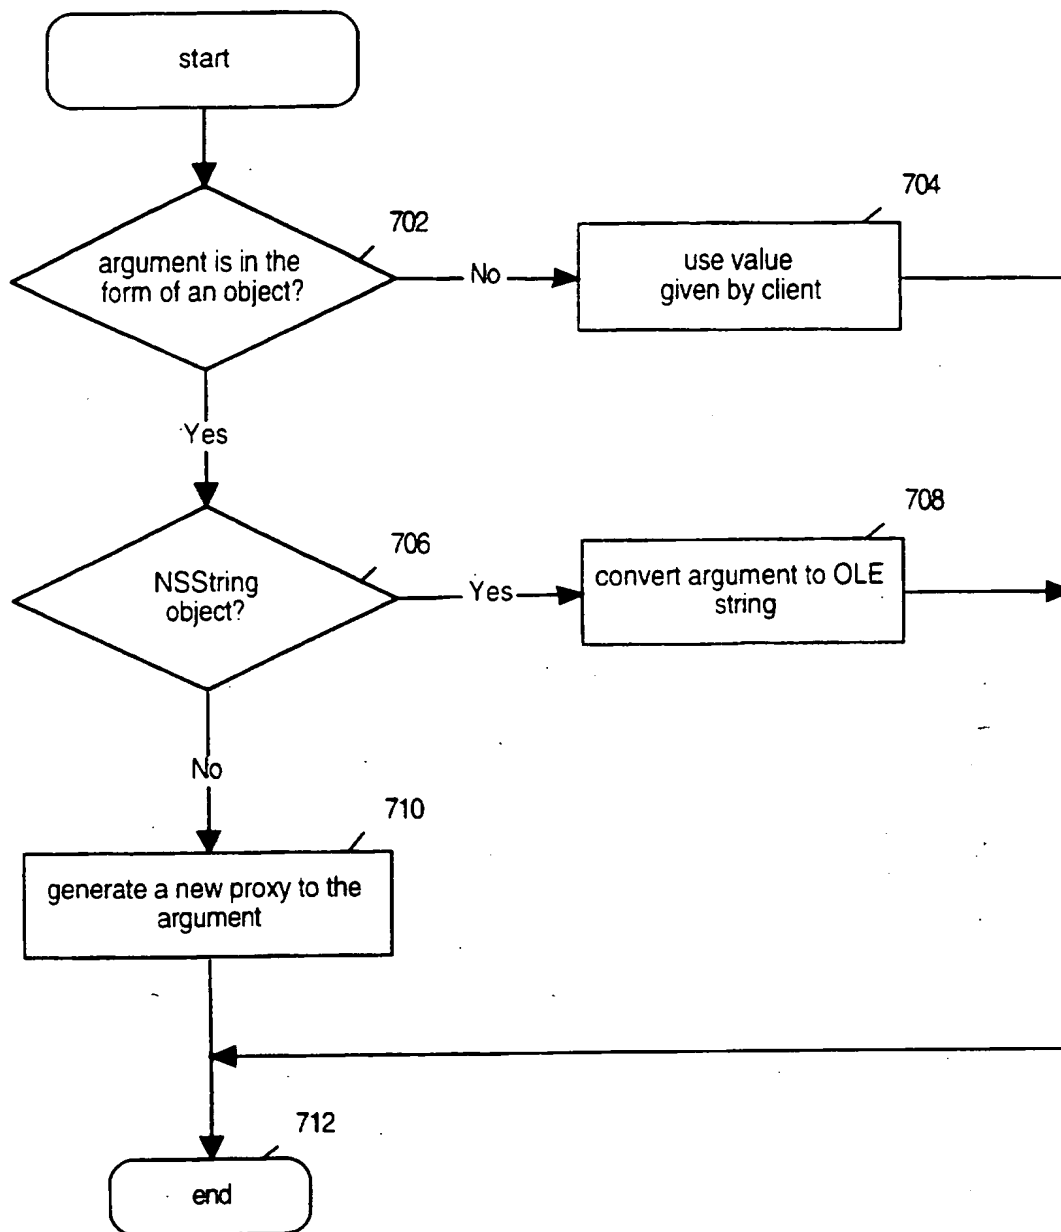 start
702
argument is in the
form of an object?
No
704
use value
given by client
Yes
706
NSString
object?
Yes
708
convert argument to OLE
string
No
710
generate a new proxy to the
argument
712
end